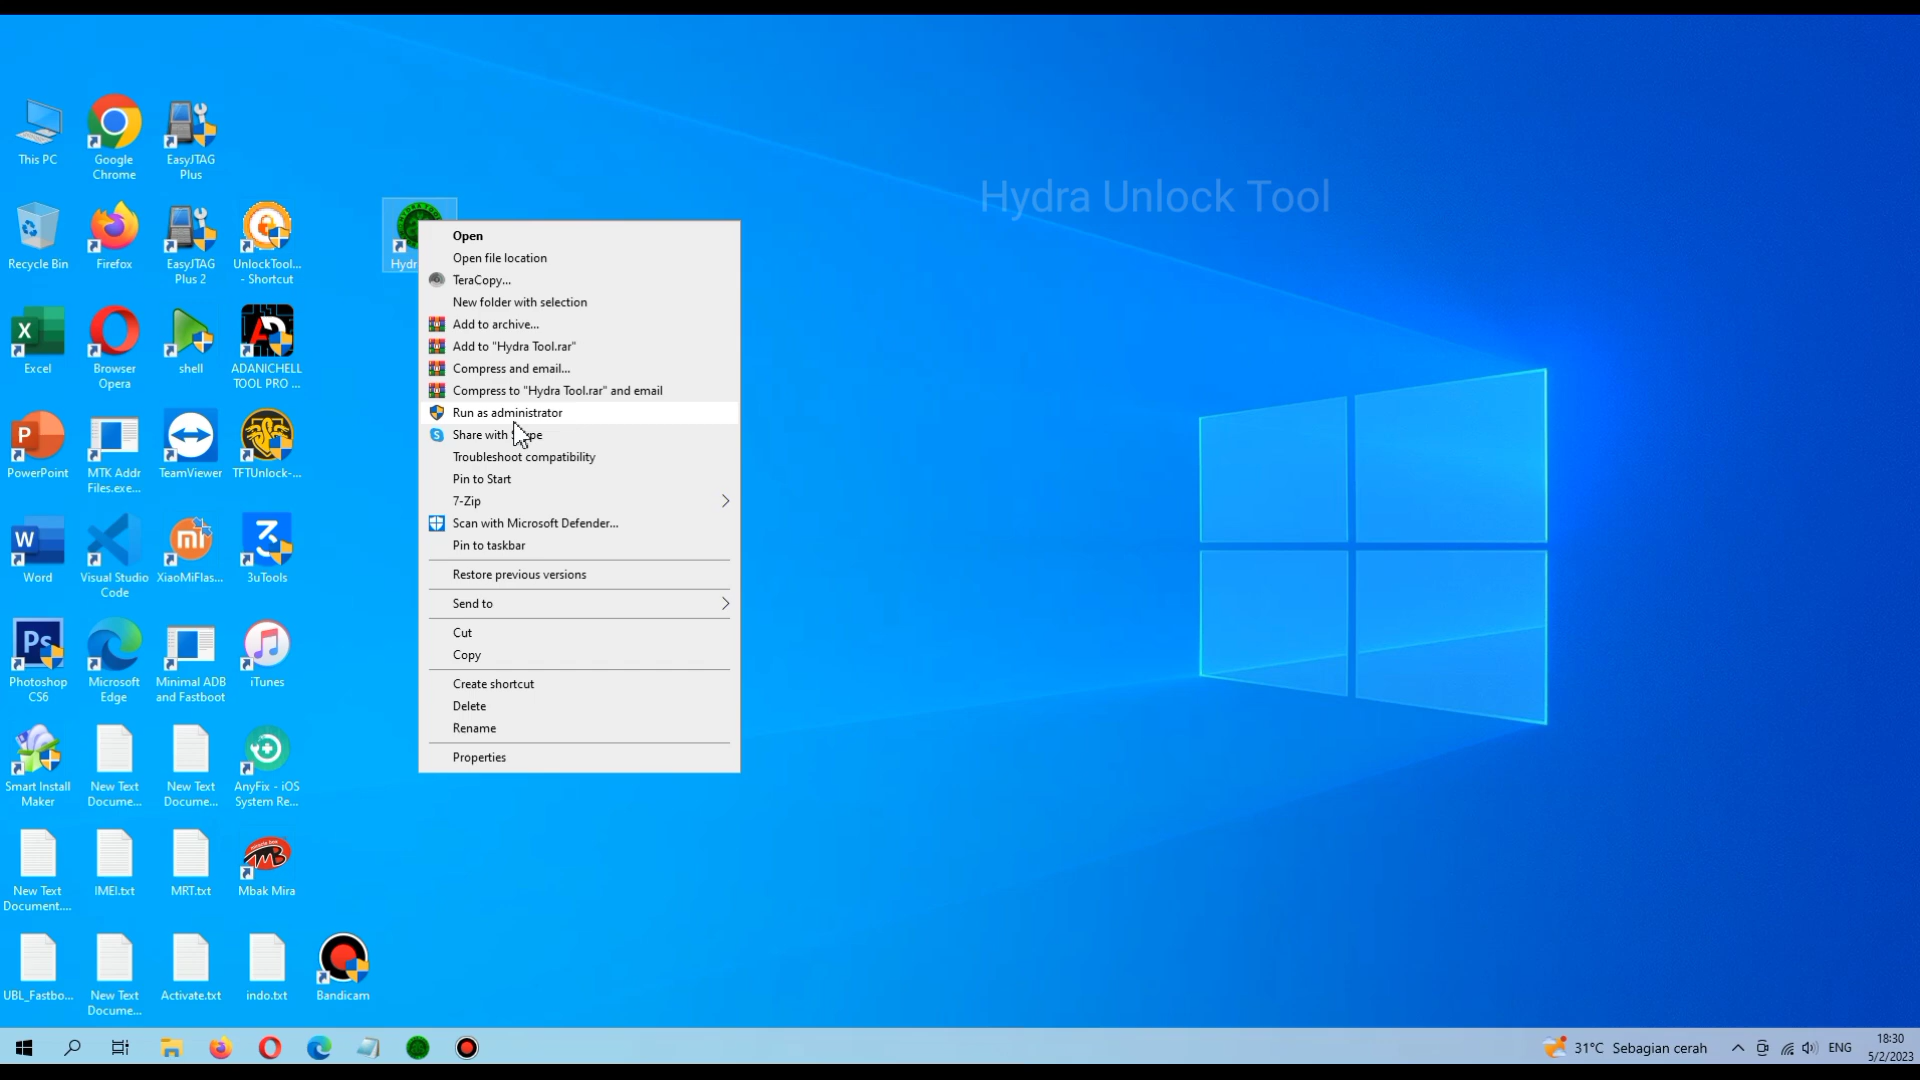 Hydra Unlock Tool
This PC
Google
Chrome
EasyJTAG
Plus
Recycle Bin
Firefox
EasyJTAG
Plus 2
UnlockTool...
- Shortcut
Hydr
Excel
Browser
Opera
shell
ADANICHELL
TOOL PRO ...
PowerPoint
MTK Addr
Files.exe...
TeamViewer
TFTUnlock-...
Word
Visual Studio
Code
XiaoMiFlas...
3uTools
Photoshop
CS6
Microsoft
Edge
Minimal ADB
and Fastboot
iTunes
Smart Install
Maker
New Text
Docume...
New Text
Docume...
AnyFix - iOS
System Re...
New Text
Document....
IMEI.txt
MRT.txt
Mbak Mira
UBL_Fastbo...
New Text
Docume...
Activate.txt
indo.txt
Bandicam
Open
Open file location
TeraCopy...
New folder with selection
Add to archive...
Add to "Hydra Tool.rar"
Compress and email...
Compress to "Hydra Tool.rar" and email
Run as administrator
Share with
Troubleshoot compatibility
Pin to Start
7-Zip
Scan with Microsoft Defender...
Pin to taskbar
Restore previous versions
Send to
Cut
Copy
Create shortcut
Delete
Rename
Properties
31°C Sebagian cerah
ENG
18:30
5/2/2023